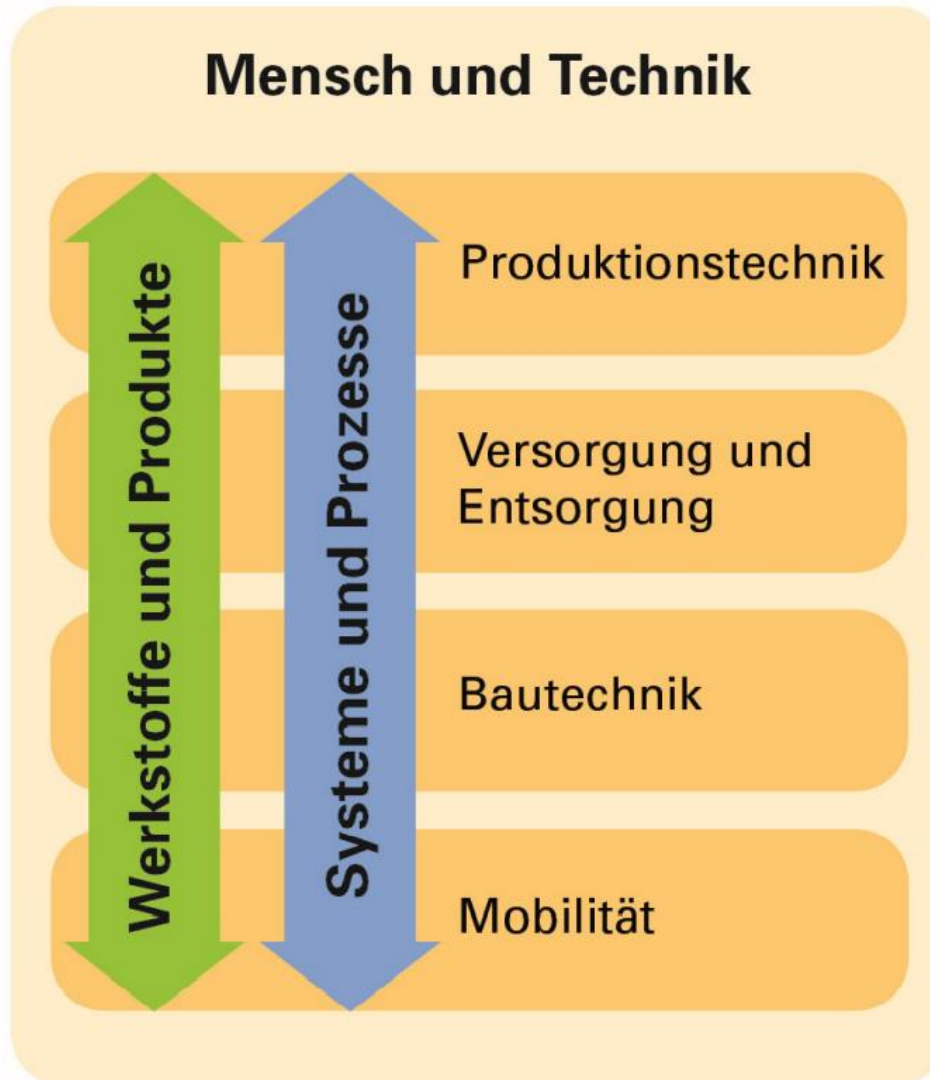 Mensch und Technik
Werkstoffe und Produkte
Systeme und Prozesse
Produktionstechnik
Versorgung und
Entsorgung
Bautechnik
Mobilität